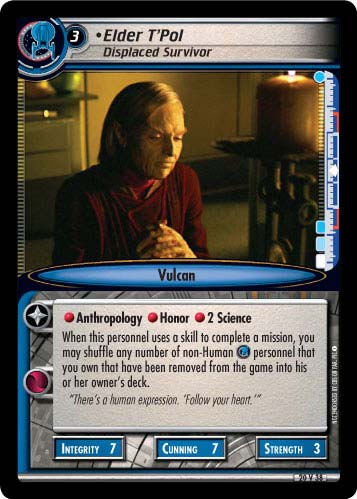 3
•Elder T'Pol
Displaced Survivor
Vulcan
•Anthropology •Honor •2 Science
When this personnel uses a skill to complete a mission, you
may shuffle any number of non-Human personnel that
you own that have been removed from the game into his
or her owner's deck.
"There's a human expression. 'Follow your heart.'"
INTEGRITY 7 CUNNING 7 STRENGTH 3
20 V 38